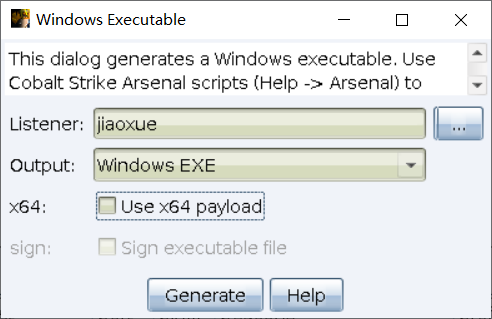 Windows Executable
This dialog generates a Windows executable. Use
Cobalt Strike Arsenal scripts (Help -> Arsenal) to
Listener: jiaoxue ...
Output: Windows EXE
x64: Use x64 payload
sign: Sign executable file
Generate Help